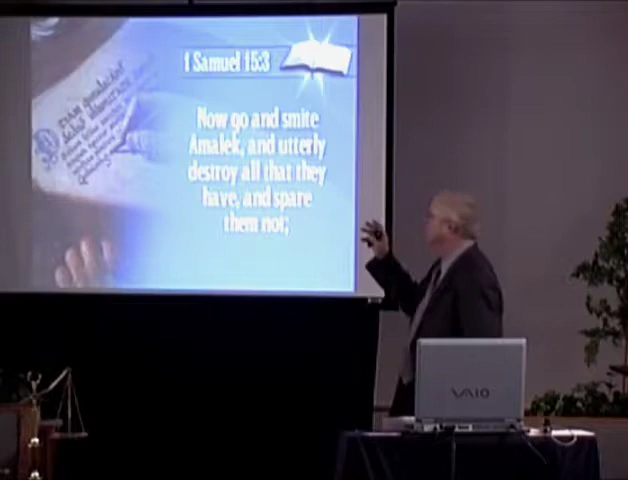 1 Samuel 15:3
Now go and smite
Amalek, and utterly
destroy all that they
have, and spare
them not;
VAIO